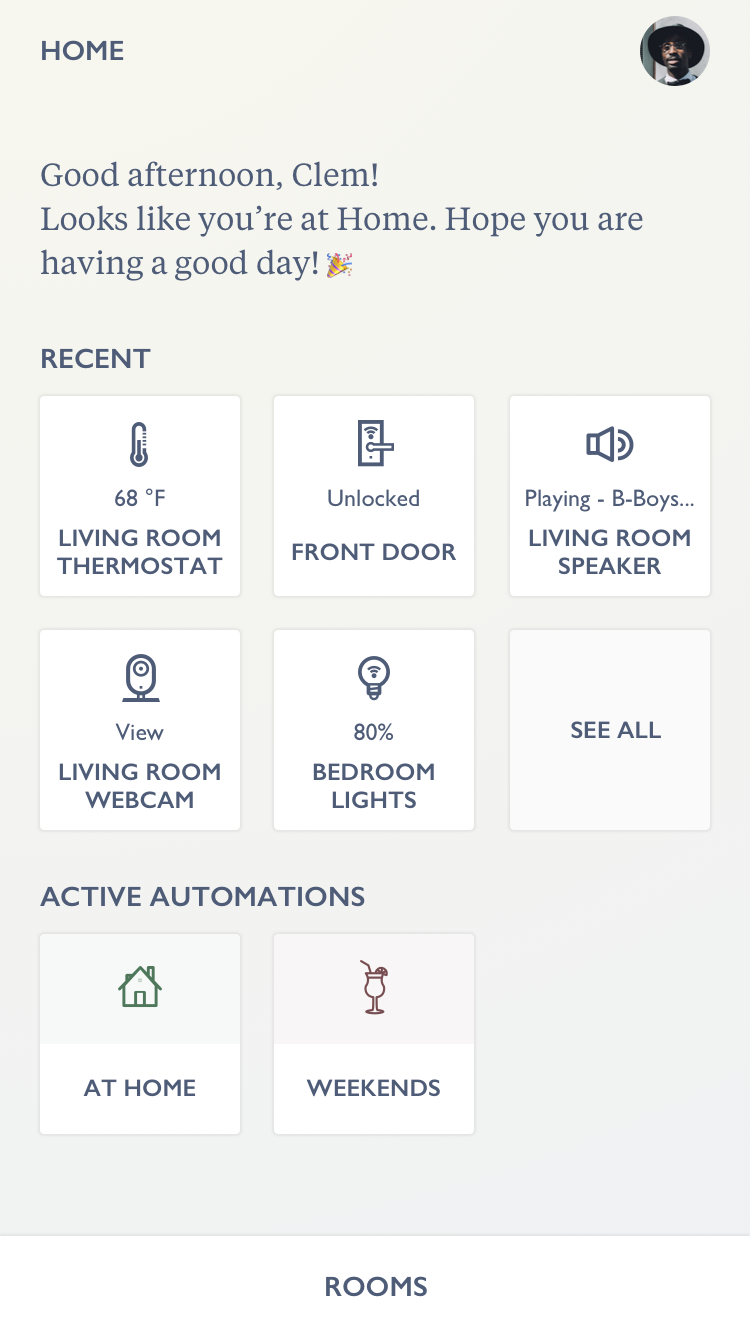 HOME
Good afternoon, Clem!
Looks like you’re at Home. Hope you are
having a good day! 🎉
RECENT
68 °F
LIVING ROOM
THERMOSTAT
Unlocked
FRONT DOOR
Playing - B-Boys...
LIVING ROOM
SPEAKER
View
LIVING ROOM
WEBCAM
80%
BEDROOM
LIGHTS
SEE ALL
ACTIVE AUTOMATIONS
AT HOME
WEEKENDS
ROOMS